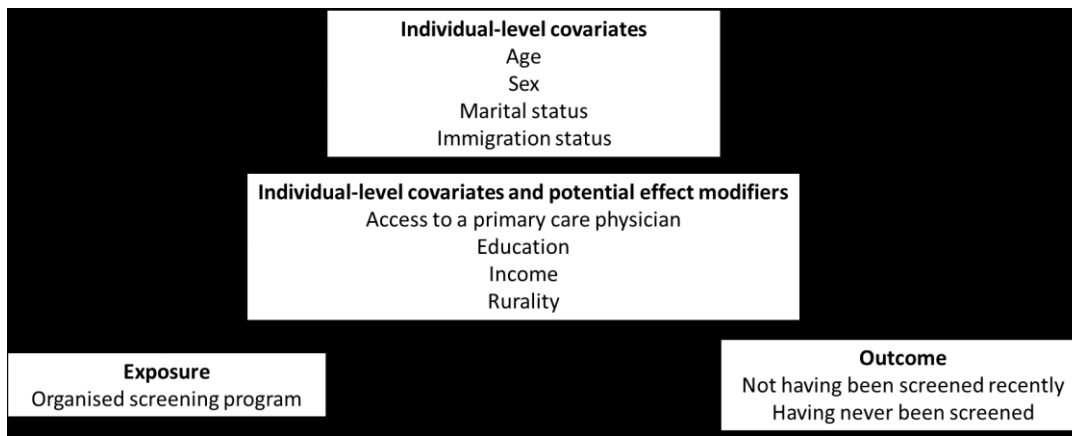 Individual-level covariates
Age
Sex
Marital status
Immigration status
Individual-level covariates and potential effect modifiers
Access to a primary care physician
Education
Income
Rurality
Exposure
Organised screening program
Outcome
Not having been screened recently
Having never been screened